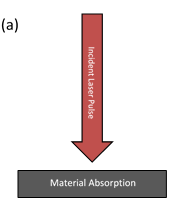 (a)
Incident Laser Pulse
Material Absorption